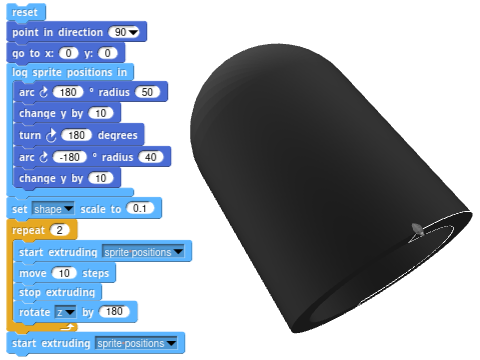 reset
point in direction 90
go to x: 0 y: 0
log sprite positions in
arc 180 ° radius 50
change y by 10
turn 180 degrees
arc -180 ° radius 40
change y by 10
set shape scale to 0.1
repeat 2
start extruding sprite positions
move 10 steps
stop extruding
rotate z by 180
start extruding sprite positions